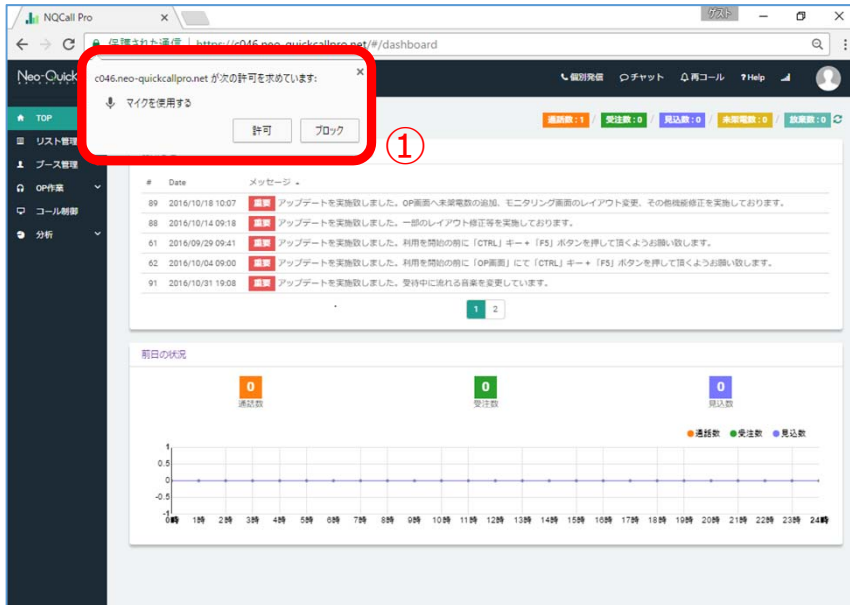 NQCall Pro
ゲスト
保護された通信 | https://c046.neo-quickcallpro.net/#/dashboard
Neo-Quick
c046.neo-quickcallpro.net が次の許可を求めています:
マイクを使用する
許可 ブロック
①
個別発信 チャット 再コール ?Help
TOP
リスト管理
ブース管理
OP作業
コール制御
分析
通話数:1 / 受注数:0 / 見込数:0 / 未架電数:0 / 放棄数:0
# Date メッセージ
89 2016/10/18 10:07 重要 アップデートを実施致しました。OP画面へ未架電数の追加、モニタリング画面のレイアウト変更、その他機能修正を実施しております。
88 2016/10/14 09:18 重要 アップデートを実施致しました。一部のレイアウト修正等を実施しております。
61 2016/09/29 09:41 重要 アップデートを実施致しました。利用を開始の前に「CTRL」キー+「F5」ボタンを押して頂くようお願い致します。
62 2016/10/04 09:00 重要 アップデートを実施致しました。利用を開始の前に「OP画面」にて「CTRL」キー+「F5」ボタンを押して頂くようお願い致します。
91 2016/10/31 19:08 重要 アップデートを実施致しました。受待中に流れる音楽を変更しています。
1 2
前日の状況
0 0 0
通話数 受注数 見込数
通話数 受注数 見込数
1
0.5
0
-0.5
-1
0時 1時 2時 3時 4時 5時 6時 7時 8時 9時 10時 11時 12時 13時 14時 15時 16時 17時 18時 19時 20時 21時 22時 23時 24時